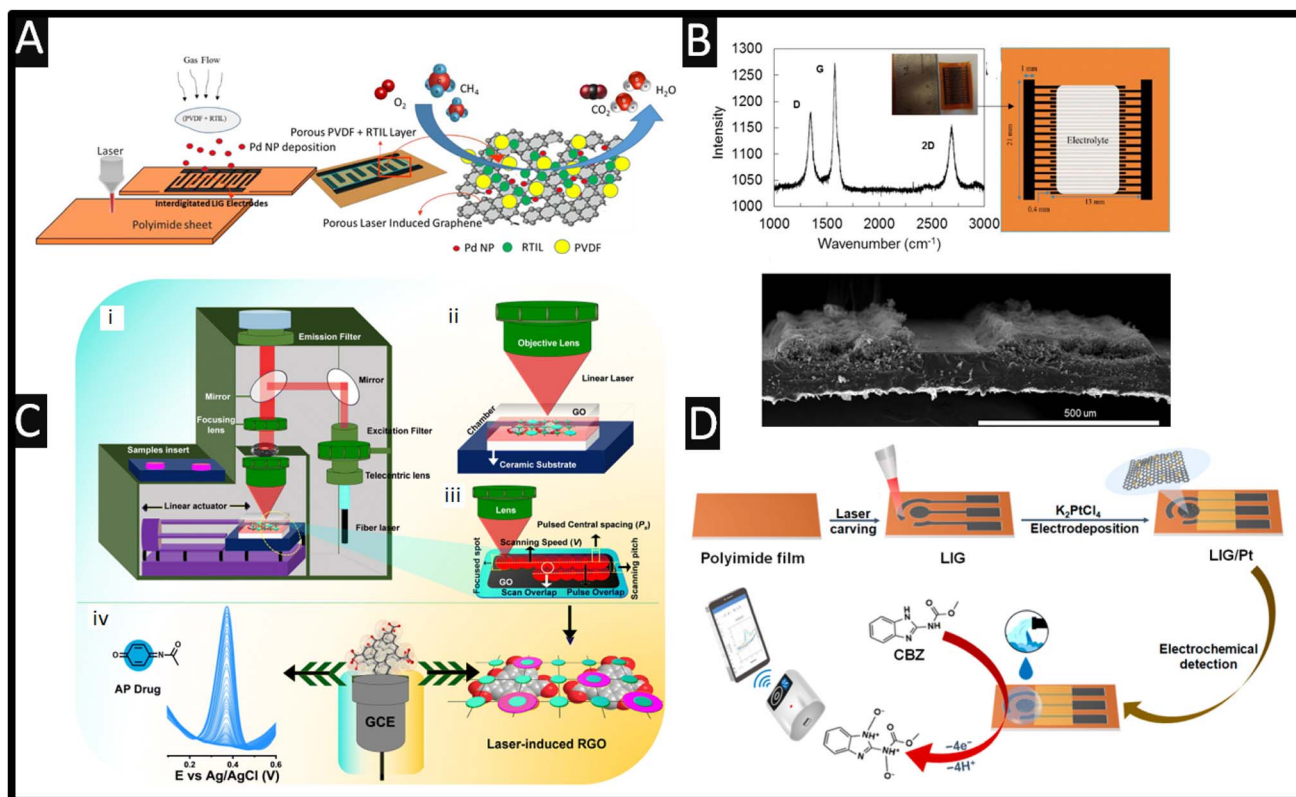 A
Gas Flow
(PVDF + RTIL)
Pd NP deposition
Laser
Interdigitated LIG Electrodes
Polyimide sheet
O₂
CH₄
CO₂
H₂O
Porous PVDF + RTIL Layer
Porous Laser Induced Graphene
Pd NP
RTIL
PVDF
B
1300
1250
1200
1150
1100
1050
1000
Intensity
D
G
2D
1000
1500
2000
2500
3000
Wavenumber (cm⁻¹)
1 mm
21 mm
Electrolyte
0.4 mm
13 mm
500 um
C
i
Emission Filter
Mirror
Mirror
Focusing
lens
Excitation Filter
Telecentric lens
Samples insert
Linear actuator
Fiber laser
ii
Objective Lens
Linear Laser
GO
Chamber
Ceramic Substrate
iii
Lens
Pulsed Central spacing (Pₛ)
Scanning Speed (V)
Focused spot
Scanning pitch
GO
Scan Overlap
Pulse Overlap
iv
O
N
O
AP Drug
0.2
0.4
0.6
E vs Ag/AgCl (V)
GCE
Laser-induced RGO
D
Polyimide film
Laser
carving
LIG
K₂PtCl₄
Electrodeposition
LIG/Pt
H
N
N
NH
O
O
CBZ
Electrochemical
detection
O⁻
NH⁺
N
NH⁺
O
O
O⁻
−4e⁻
−4H⁺